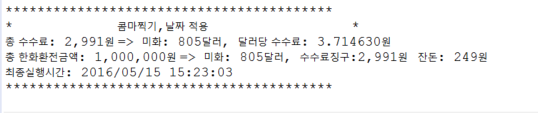 *****************************************
* 콤마찍기,날짜 적용 *
총 수수료: 2,991원 => 미화: 805달러, 달러당 수수료: 3.714630원
총 한화환전금액: 1,000,000원 => 미화: 805달러, 수수료징구:2,991원 잔돈: 249원
최종실행시간: 2016/05/15 15:23:03
*****************************************